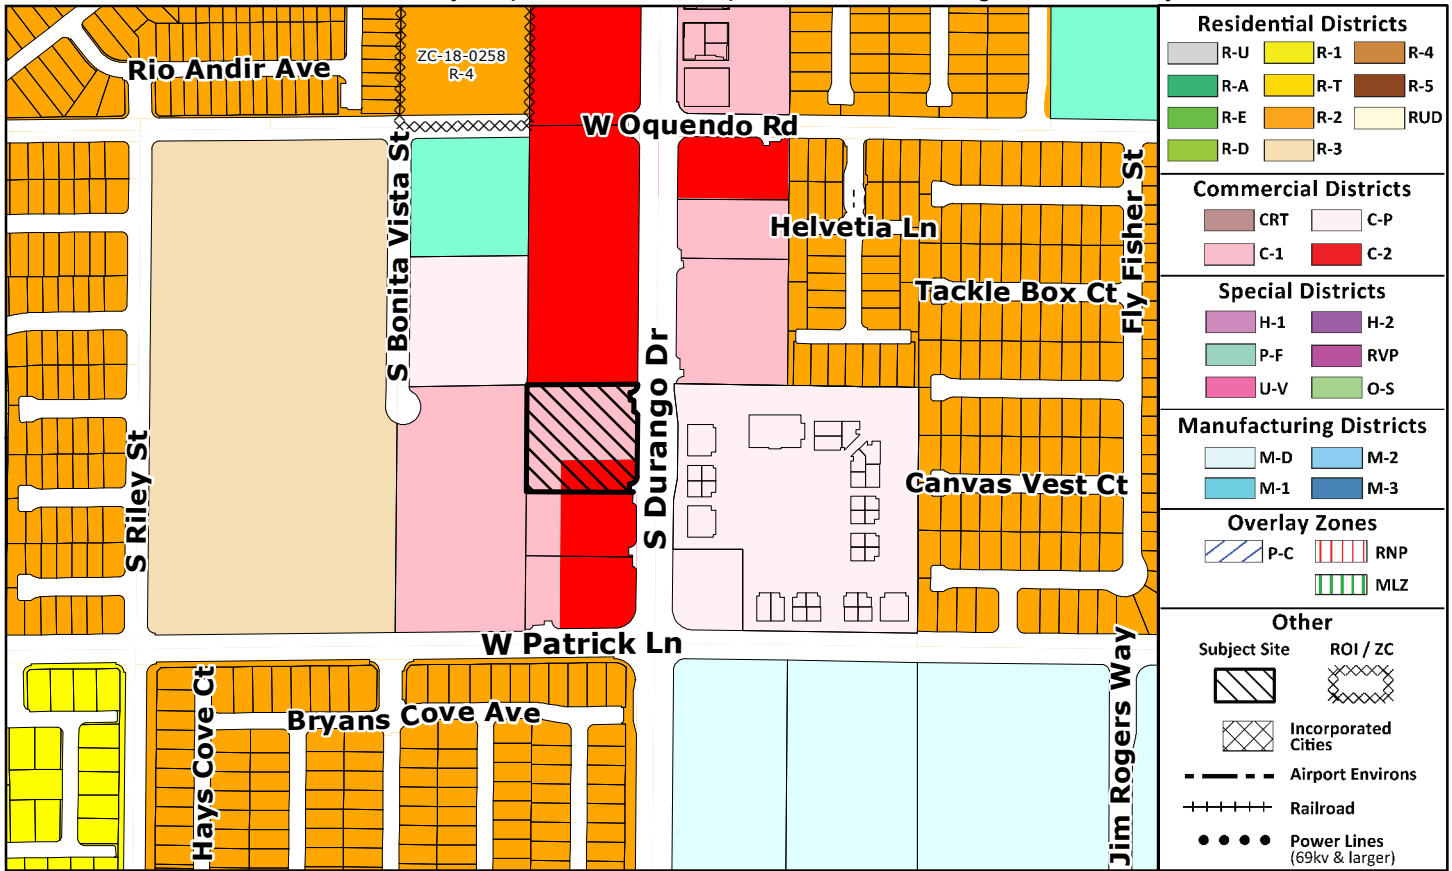 Rio Andir Ave
ZC-18-0258
R-4
W Oquendo Rd
S Bonita Vista St
Helvetia Ln
Fly Fisher St
Tackle Box Ct
S Durango Dr
S Riley St
Canvas Vest Ct
W Patrick Ln
Hays Cove Ct
Bryans Cove Ave
Jim Rogers Way
Residential Districts
R-U R-1 R-4
R-A R-T R-5
R-E R-2 RUD
R-D R-3
Commercial Districts
CRT C-P
C-1 C-2
Special Districts
H-1 H-2
P-F RVP
U-V O-S
Manufacturing Districts
M-D M-2
M-1 M-3
Overlay Zones
P-C RNP
MLZ
Other
Subject Site ROI / ZC
Incorporated
Cities
Airport Environs
Railroad
Power Lines
(69kv & larger)